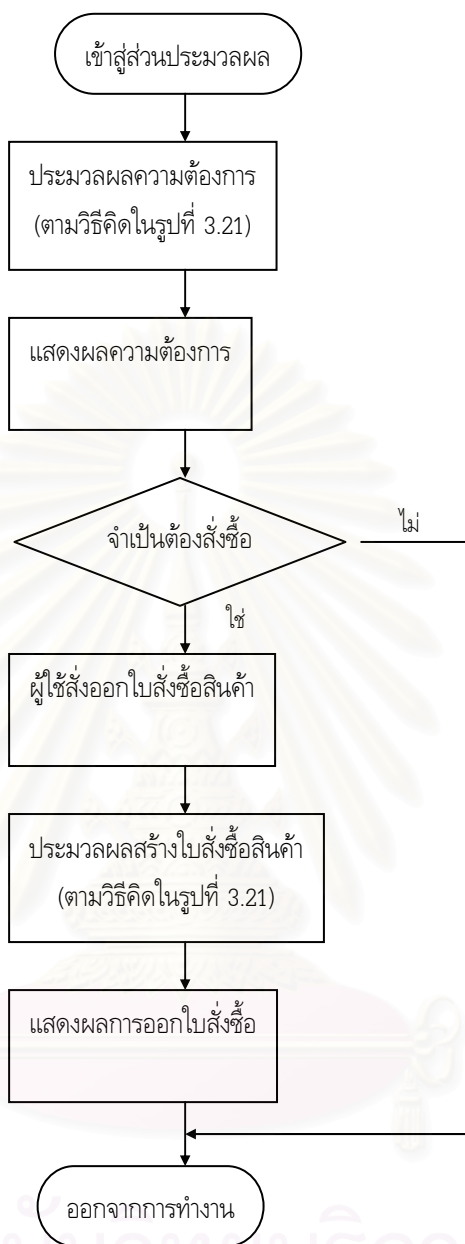 เข้าสู่ส่วนประมวลผล
ประมวลผลความต้องการ
(ตามวิธีคิดในรูปที่ 3.21)
แสดงผลความต้องการ
จำเป็นต้องสั่งซื้อ
ไม่
ใช่
ผู้ใช้สั่งออกใบสั่งซื้อสินค้า
ประมวลผลสร้างใบสั่งซื้อสินค้า
(ตามวิธีคิดในรูปที่ 3.21)
แสดงผลการออกใบสั่งซื้อ
ออกจากการทำงาน